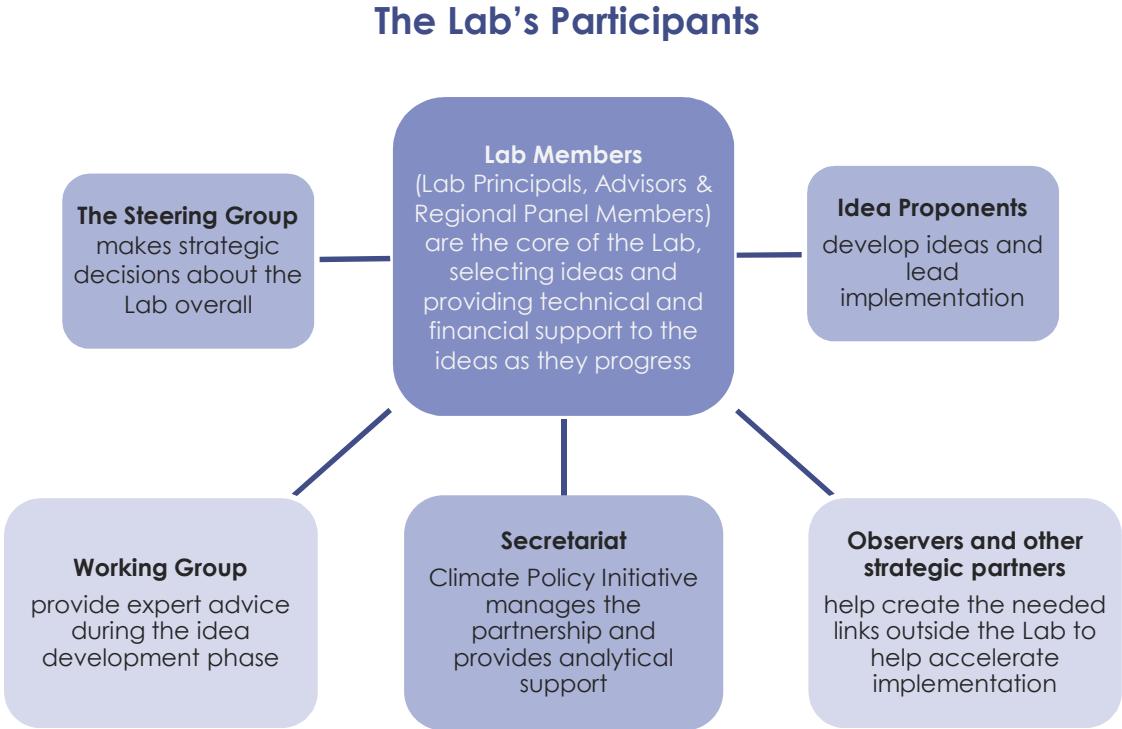 The Lab’s Participants
Lab Members
(Lab Principals, Advisors &
Regional Panel Members)
are the core of the Lab,
selecting ideas and
providing technical and
financial support to the
ideas as they progress
The Steering Group
makes strategic
decisions about the
Lab overall
Idea Proponents
develop ideas and
lead
implementation
Working Group
provide expert advice
during the idea
development phase
Secretariat
Climate Policy Initiative
manages the
partnership and
provides analytical
support
Observers and other
strategic partners
help create the needed
links outside the Lab to
help accelerate
implementation